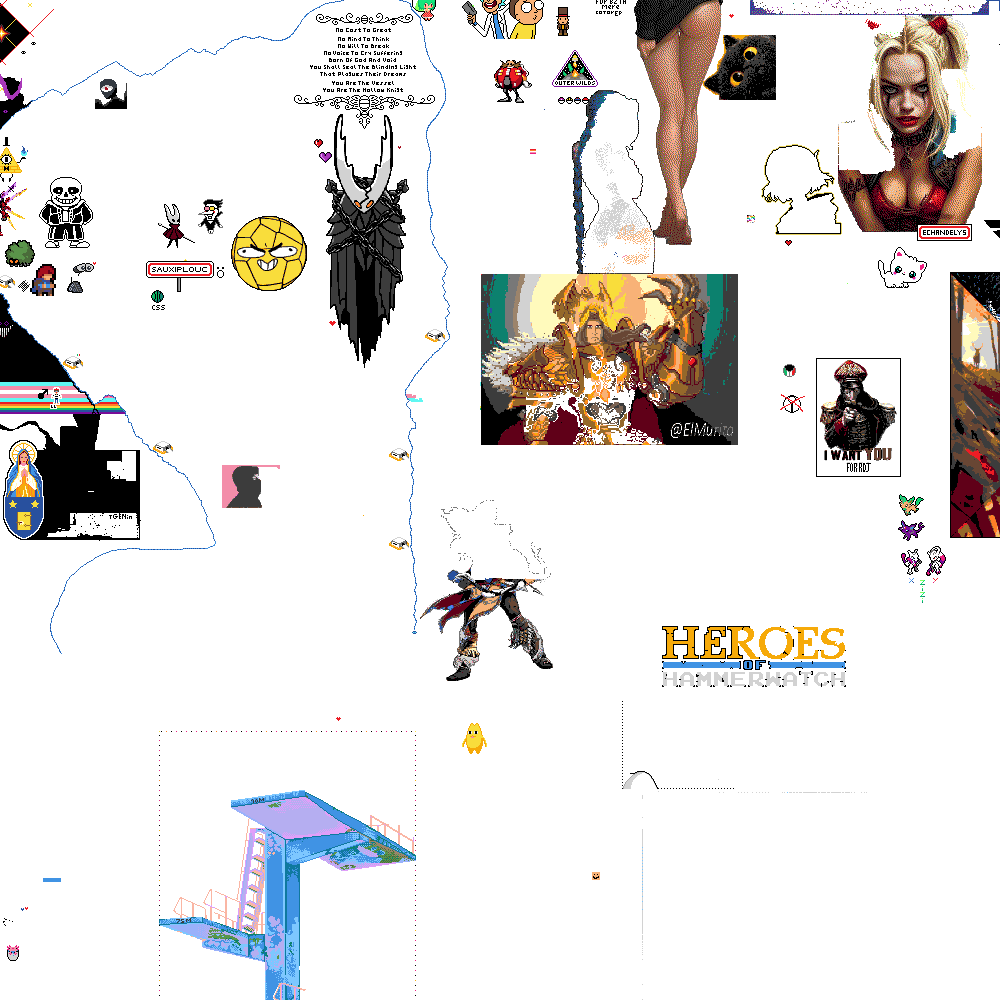 No Cost To Great
No Mind To Think
No Will To Break
No Voice To Cry Suffering
Born Of God And Void
You Shall Seal The Blinding Light
That Plagues Their Dreams
You Are The Vessel
You Are The Hollow Knight
OUTER WILDS
ECHANDELYS
SAUXIPLOUC
CSS
@ElMunto
I WANT YOU
FOR RDJ
HEROES
OF
HAMMERWATCH